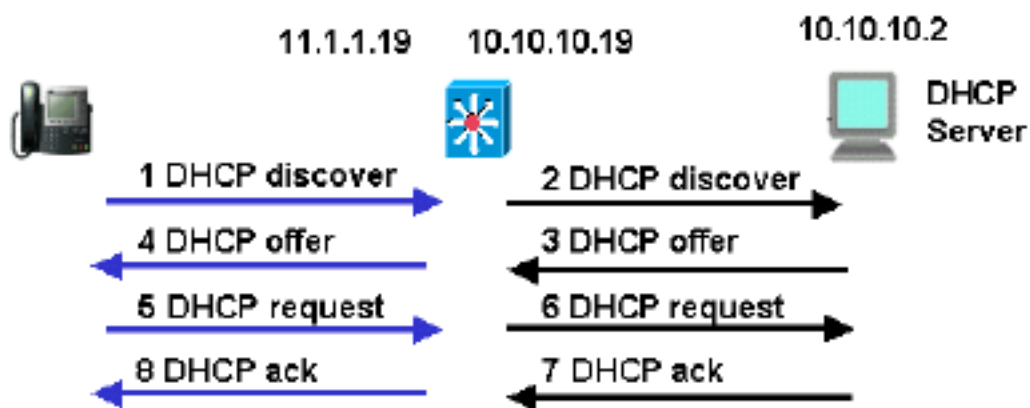 11.1.1.19 10.10.10.19 10.10.10.2
DHCP
Server
1 DHCP discover 2 DHCP discover
4 DHCP offer 3 DHCP offer
5 DHCP request 6 DHCP request
8 DHCP ack 7 DHCP ack